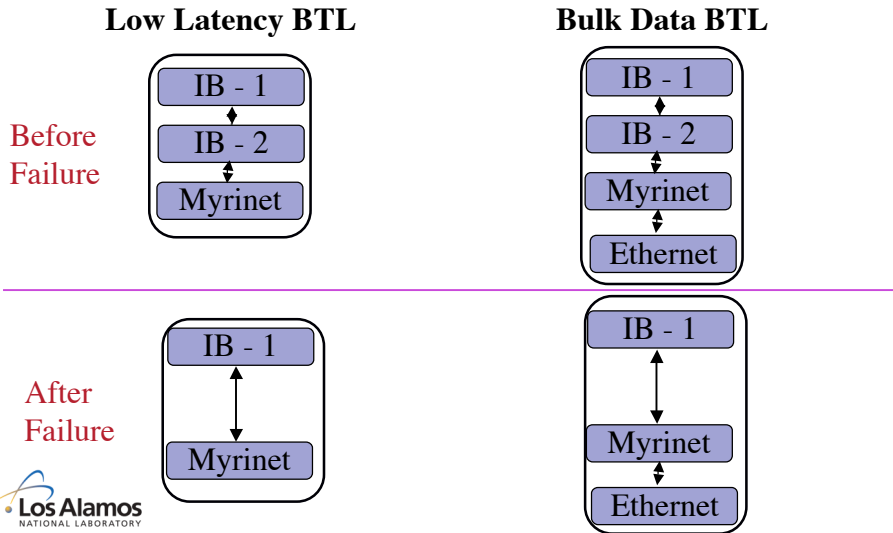 Low Latency BTL
Bulk Data BTL
Before
Failure
IB - 1
IB - 2
Myrinet
IB - 1
IB - 2
Myrinet
Ethernet
After
Failure
IB - 1
Myrinet
IB - 1
Myrinet
Ethernet
Los Alamos
NATIONAL LABORATORY